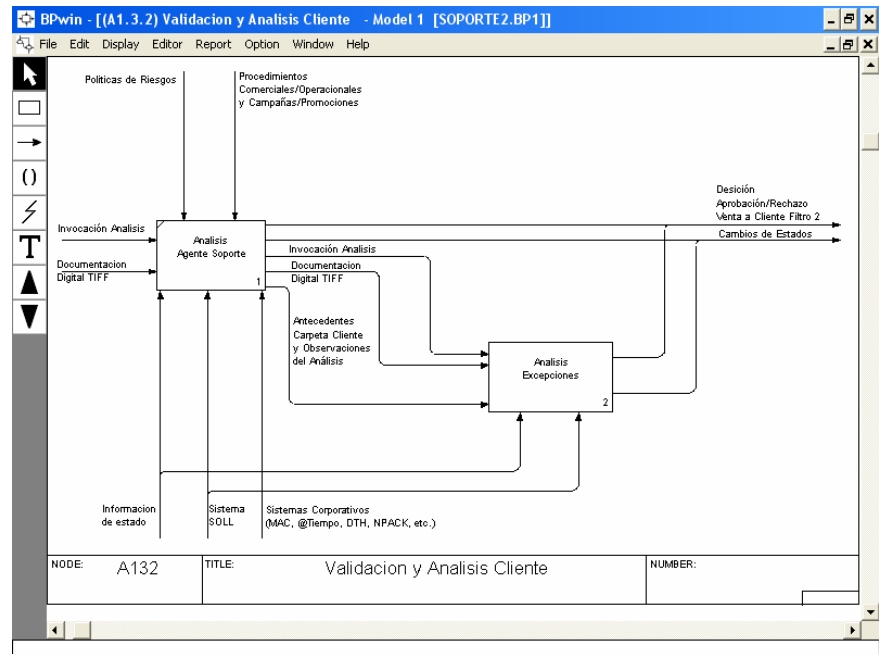 BPwin - [(A1.3.2) Validacion y Analisis Cliente - Model 1 [SOPORTE2.BP1]]
File Edit Display Editor Report Option Window Help
Politicas de Riesgos
Procedimientos
Comerciales/Operacionales
y Campañas/Promociones
Desición
Aprobación/Rechazo
Venta a Cliente Filtro 2
Cambios de Estados
Invocación Analisis
Documentacion
Digital TIFF
Analisis
Agente Soporte
1
Invocación Analisis
Documentacion
Digital TIFF
Antecedentes
Carpeta Cliente
y Observaciones
del Análisis
Analisis
Excepciones
2
Informacion
de estado
Sistema
SOLL
Sistemas Corporativos
(MAC, @Tiempo, DTH, NPACK, etc.)
NODE:
A132
TITLE:
Validacion y Analisis Cliente
NUMBER:
()
T